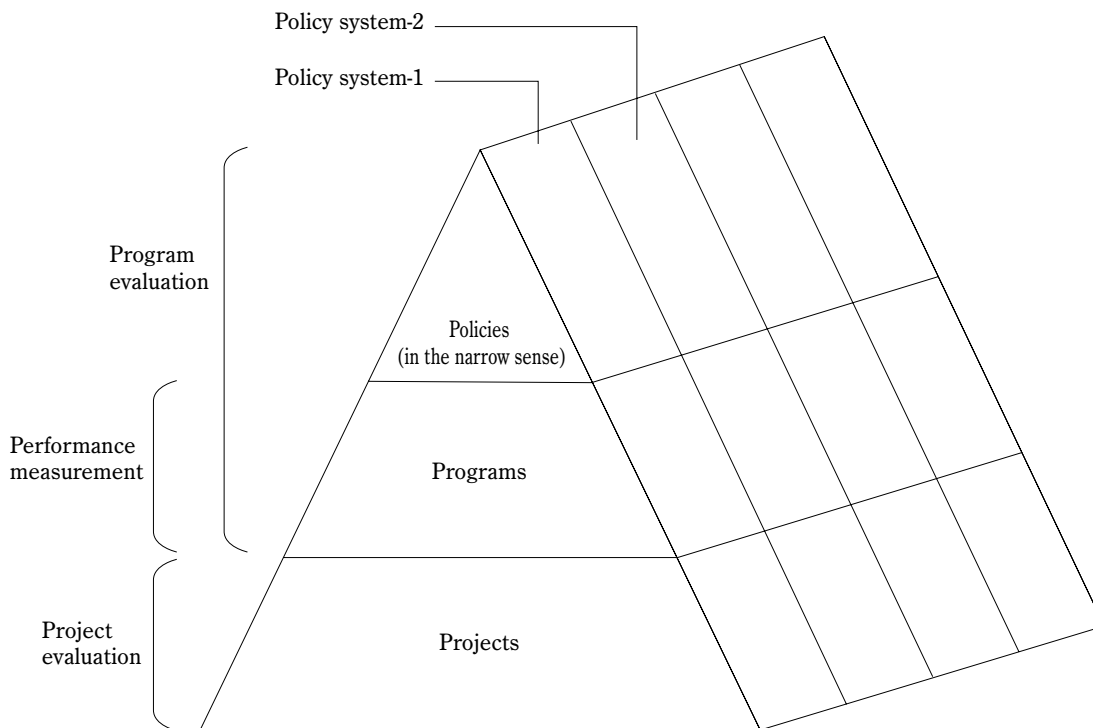 Policy system-2
Policy system-1
Program
evaluation
Policies
(in the narrow sense)
Performance
measurement
Programs
Project
evaluation
Projects